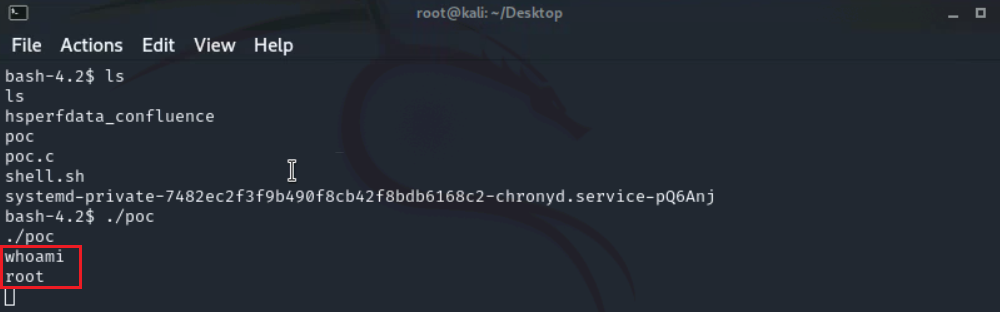 root@kali: ~/Desktop
File Actions Edit View Help
bash-4.2$ ls
ls
hsperfdata_confluence
poc
poc.c
shell.sh
systemd-private-7482ec2f3f9b490f8cb42f8bdb6168c2-chronyd.service-pQ6Anj
bash-4.2$ ./poc
./poc
whoami
root